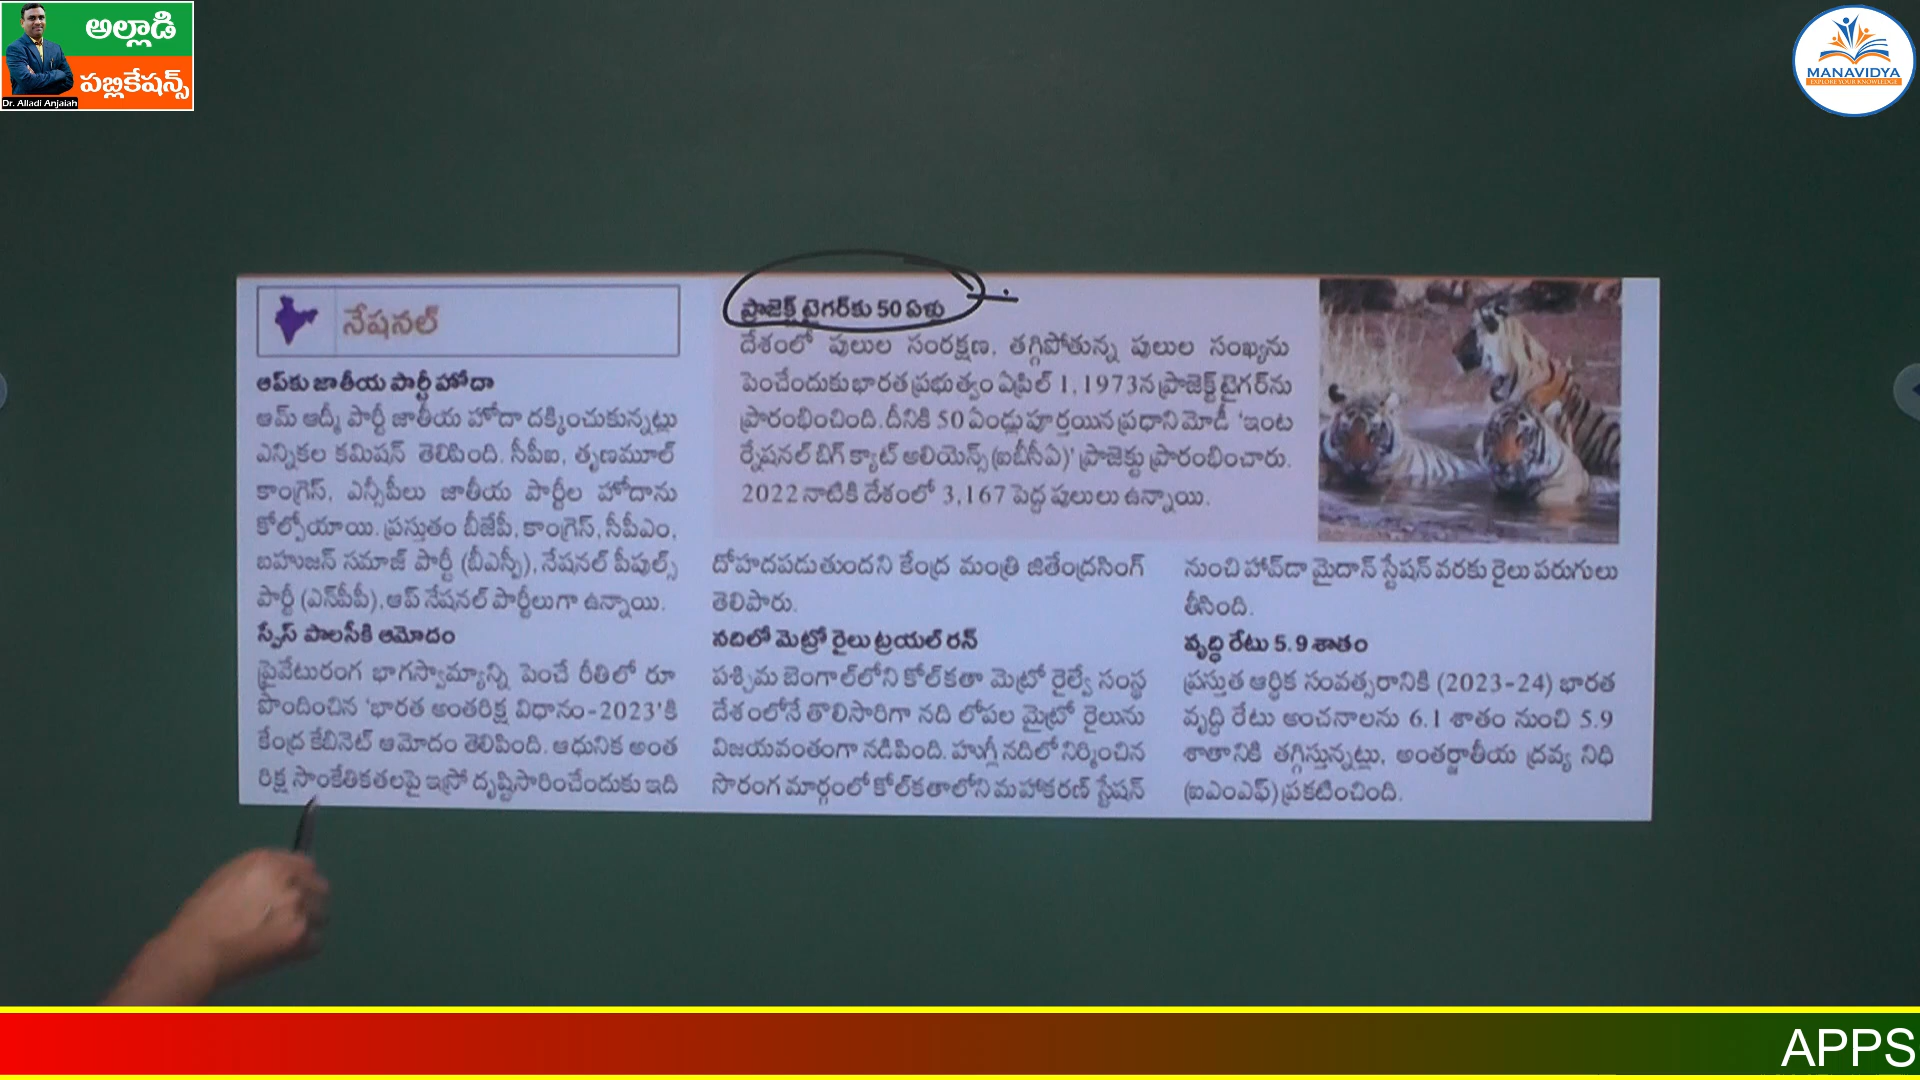 అల్లాడి
పబ్లికేషన్స్
Dr. Alladi Anjaiah
MANAVIDYA
EXPLORE YOUR KNOWLEDGE
నేషనల్
ఆప్‌కు జాతీయ పార్టీ హోదా
ఆమ్ ఆద్మీ పార్టీ జాతీయ హోదా దక్కించుకున్నట్లు
ఎన్నికల కమిషన్ తెలిపింది. సీపీఐ, తృణమూల్
కాంగ్రెస్, ఎన్సీపీలు జాతీయ పార్టీల హోదాను
కోల్పోయాయి. ప్రస్తుతం బీజేపీ, కాంగ్రెస్, సీపీఎం,
బహుజన్ సమాజ్ పార్టీ (బీఎస్పీ), నేషనల్ పీపుల్స్
పార్టీ (ఎన్‌పీపీ), ఆప్ నేషనల్ పార్టీలుగా ఉన్నాయి.
స్పేస్ పాలసీకి ఆమోదం
ప్రైవేటురంగ భాగస్వామ్యాన్ని పెంచే రీతిలో రూ
పొందించిన 'భారత అంతరిక్ష విధానం-2023'కి
కేంద్ర కేబినెట్ ఆమోదం తెలిపింది. ఆధునిక అంత
రిక్ష సాంకేతికతలపై ఇస్రో దృష్టిసారించేందుకు ఇది
ప్రాజెక్ట్ టైగర్‌కు 50 ఏళు
దేశంలో పులుల సంరక్షణ, తగ్గిపోతున్న పులుల సంఖ్యను
పెంచేందుకు భారత ప్రభుత్వం ఏప్రిల్ 1, 1973న ప్రాజెక్ట్ టైగర్‌ను
ప్రారంభించింది. దీనికి 50 ఏండ్లు పూర్తయిన ప్రధాని మోడీ 'ఇంట
ర్నేషనల్ బిగ్ క్యాట్ అలియెన్స్ (ఐబీసీఏ)' ప్రాజెక్టు ప్రారంభించారు.
2022 నాటికి దేశంలో 3,167 పెద్ద పులులు ఉన్నాయి.
దోహదపడుతుందని కేంద్ర మంత్రి జితేంద్రసింగ్
తెలిపారు.
నదిలో మెట్రో రైలు ట్రయల్ రన్
పశ్చిమ బెంగాల్‌లోని కోల్‌కతా మెట్రో రైల్వే సంస్థ
దేశంలోనే తొలిసారిగా నది లోపల మైట్రో రైలును
విజయవంతంగా నడిపింది. హుగ్లీ నదిలో నిర్మించిన
సొరంగ మార్గంలో కోల్‌కతాలోని మహాకరణ్ స్టేషన్
నుంచి హావ్‌డా మైదాన్ స్టేషన్ వరకు రైలు పరుగులు
తీసింది.
వృద్ధి రేటు 5.9 శాతం
ప్రస్తుత ఆర్థిక సంవత్సరానికి (2023-24) భారత
వృద్ధి రేటు అంచనాలను 6.1 శాతం నుంచి 5.9
శాతానికి తగ్గిస్తున్నట్లు, అంతర్జాతీయ ద్రవ్య నిధి
(ఐఎంఎఫ్) ప్రకటించింది.
APPS